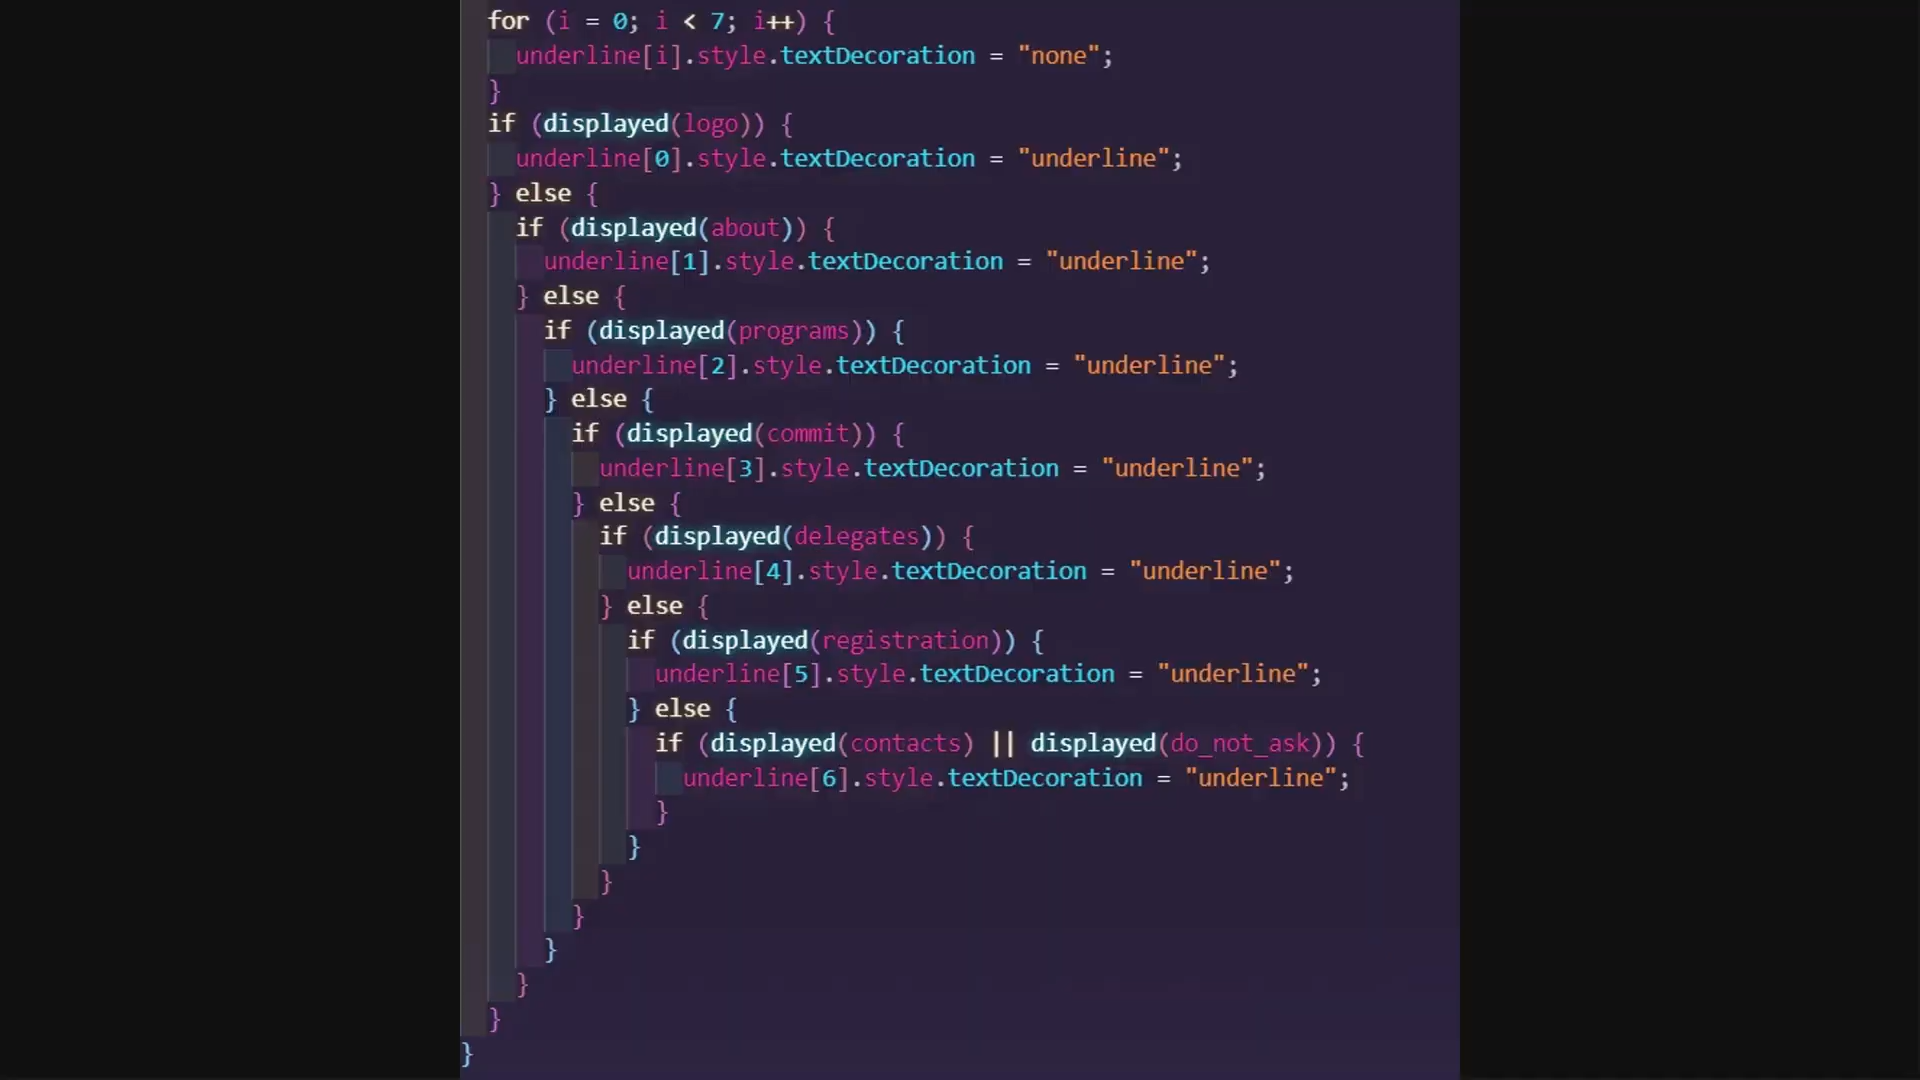 for (i = 0; i < 7; i++) {
underline[i].style.textDecoration = "none";
}
if (displayed(logo)) {
underline[0].style.textDecoration = "underline";
} else {
if (displayed(about)) {
underline[1].style.textDecoration = "underline";
} else {
if (displayed(programs)) {
underline[2].style.textDecoration = "underline";
} else {
if (displayed(commit)) {
underline[3].style.textDecoration = "underline";
} else {
if (displayed(delegates)) {
underline[4].style.textDecoration = "underline";
} else {
if (displayed(registration)) {
underline[5].style.textDecoration = "underline";
} else {
if (displayed(contacts) || displayed(do_not_ask)) {
underline[6].style.textDecoration = "underline";
}
}
}
}
}
}
}
}